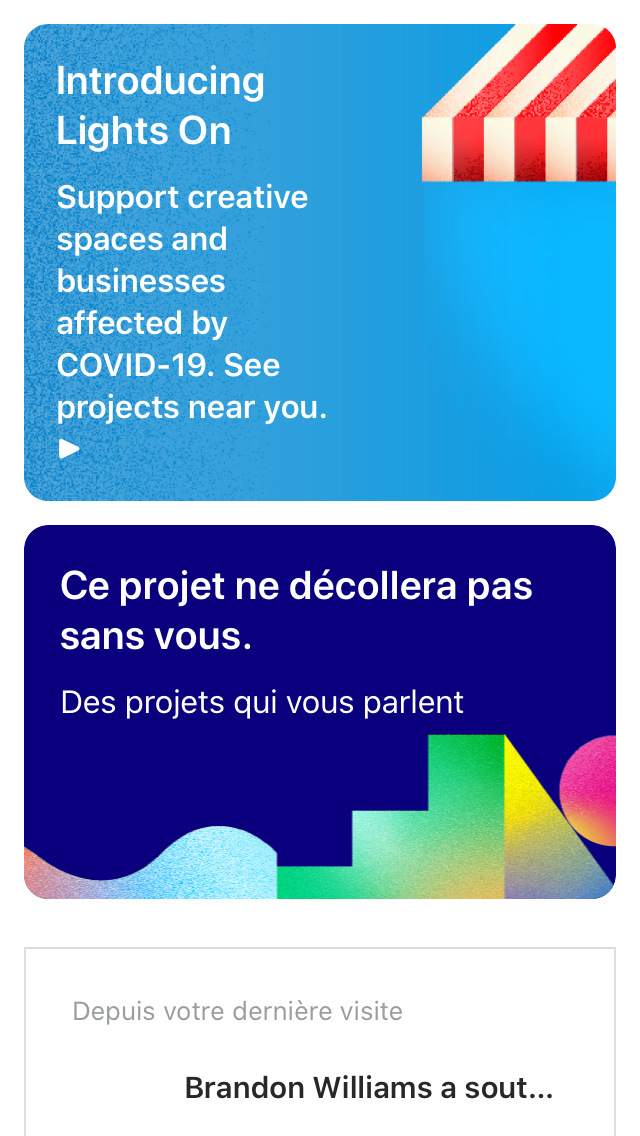 Introducing
Lights On
Support creative
spaces and
businesses
affected by
COVID-19. See
projects near you.
Ce projet ne décollera pas
sans vous.
Des projets qui vous parlent
Depuis votre dernière visite
Brandon Williams a sout...